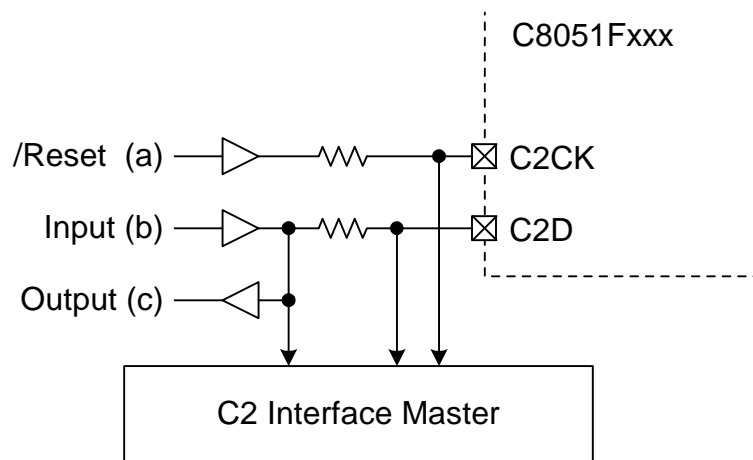 C8051Fxxx
/Reset (a)
C2CK
Input (b)
C2D
Output (c)
C2 Interface Master